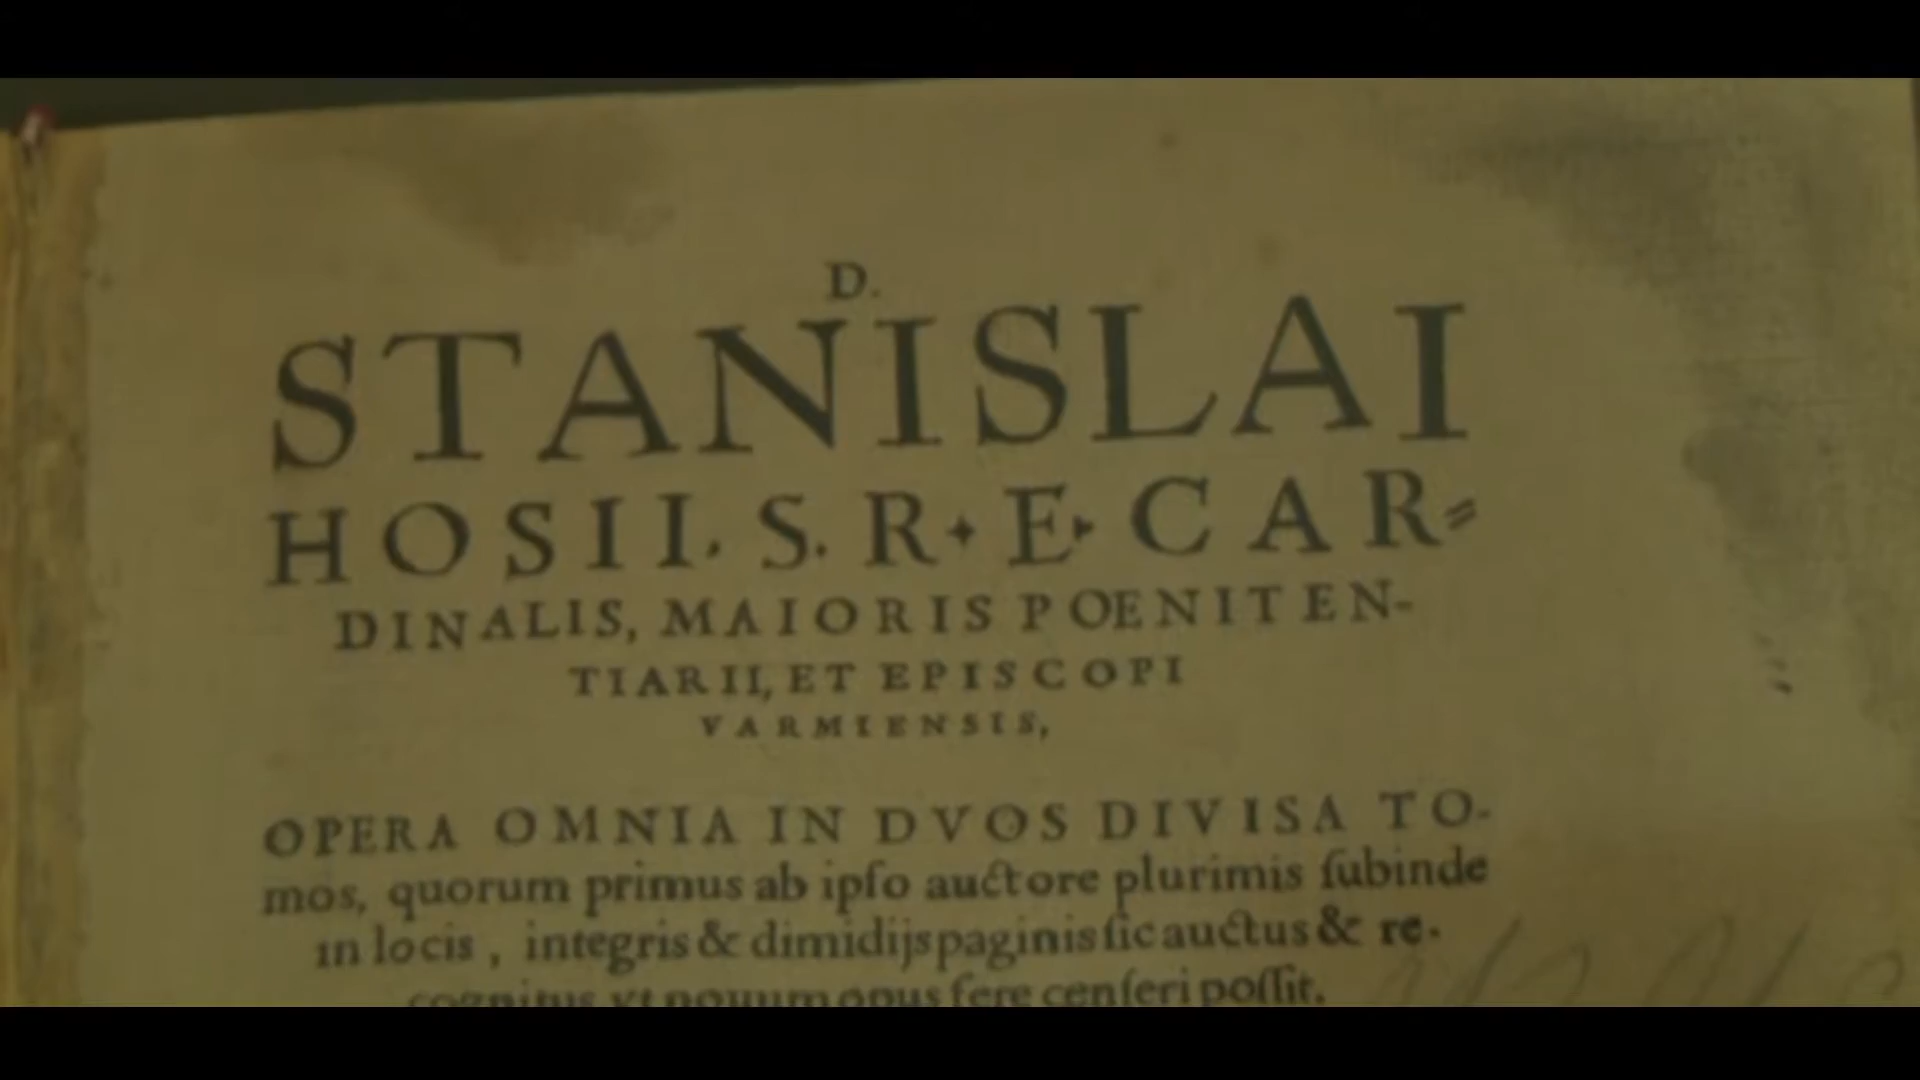 D.
STANISLAI
HOSII. S. R. E. CAR-
DINALIS, MAIORIS POENITEN-
TIARII, ET EPISCOPI
VARMIENSIS,
OPERA OMNIA IN DVOS DIVISA TO-
mos, quorum primus ab ipſo auctore plurimis ſubinde
in locis, integris & dimidijs paginis ſic auctus & re-
cognitus vt nouum opus fere cenſeri poſſit.